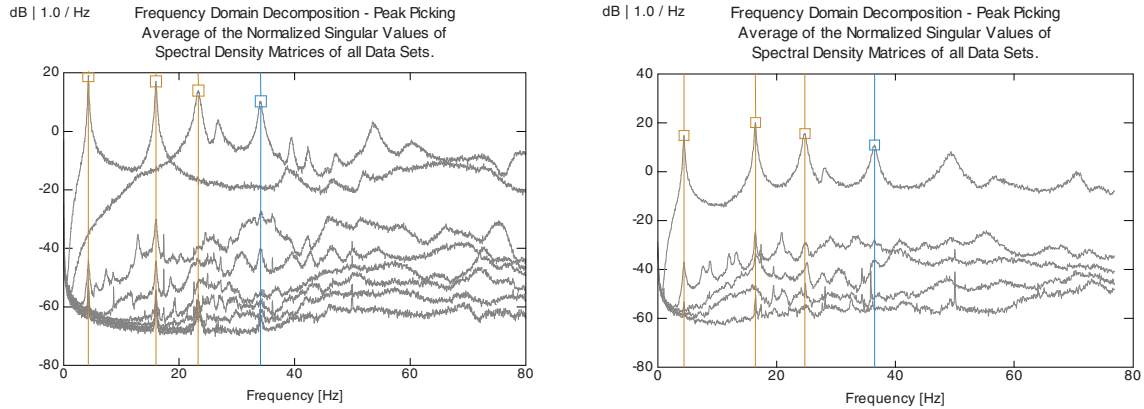 dB | 1.0 / Hz
Frequency Domain Decomposition - Peak Picking
Average of the Normalized Singular Values of
Spectral Density Matrices of all Data Sets.
20
0
-20
-40
-60
-80
0
20
40
60
80
Frequency [Hz]
dB | 1.0 / Hz
Frequency Domain Decomposition - Peak Picking
Average of the Normalized Singular Values of
Spectral Density Matrices of all Data Sets.
40
20
0
-20
-40
-60
-80
0
20
40
60
80
Frequency [Hz]